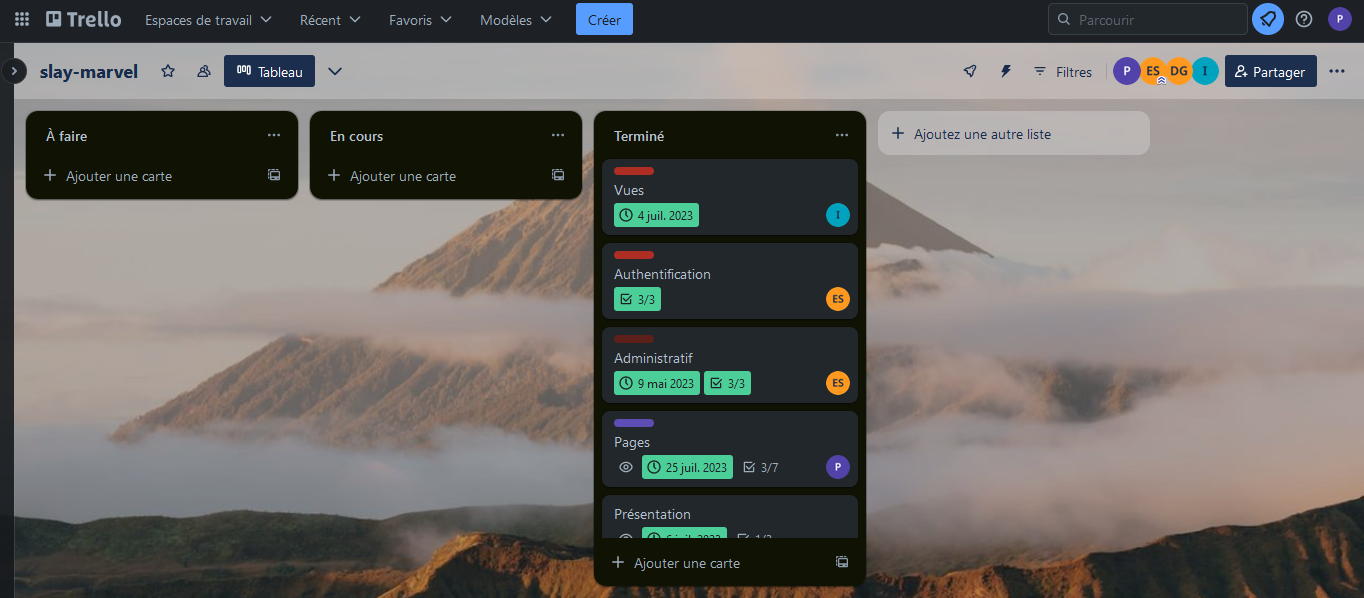 Trello Espaces de travail Récent Favoris Modèles Créer Parcourir P
slay-marvel Tableau Filtres P ES DG I Partager
À faire
Ajouter une carte
En cours
Ajouter une carte
Terminé
Vues
4 juil. 2023 I
Authentification
3/3 ES
Administratif
9 mai 2023 3/3 ES
Pages
25 juil. 2023 3/7 P
Présentation
Ajouter une carte
Ajoutez une autre liste